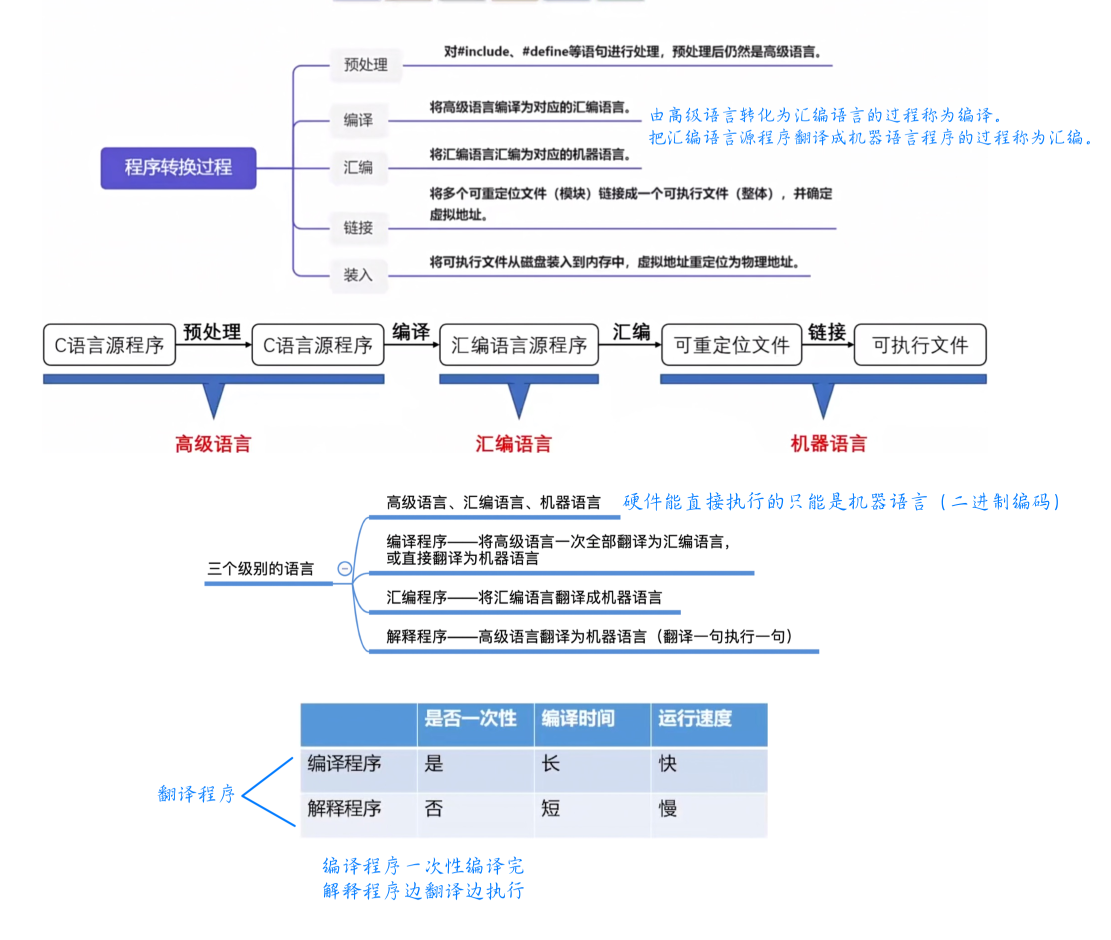 对#include、#define等语句进行处理，预处理后仍然是高级语言。
预处理
将高级语言编译为对应的汇编语言。
编译
由高级语言转化为汇编语言的过程称为编译。
把汇编语言源程序翻译成机器语言程序的过程称为汇编。
程序转换过程
将汇编语言汇编为对应的机器语言。
汇编
将多个可重定位文件（模块）链接成一个可执行文件（整体），并确定
虚拟地址。
链接
将可执行文件从磁盘装入到内存中，虚拟地址重定位为物理地址。
装入
C语言源程序 预处理 C语言源程序 编译 汇编语言源程序 汇编 可重定位文件 链接 可执行文件
高级语言 汇编语言 机器语言
高级语言、汇编语言、机器语言 硬件能直接执行的只能是机器语言（二进制编码）
编译程序——将高级语言一次全部翻译为汇编语言，
或直接翻译为机器语言
三个级别的语言
汇编程序——将汇编语言翻译成机器语言
解释程序——高级语言翻译为机器语言（翻译一句执行一句）
是否一次性 编译时间 运行速度
编译程序 是 长 快
翻译程序
解释程序 否 短 慢
编译程序一次性编译完
解释程序边翻译边执行